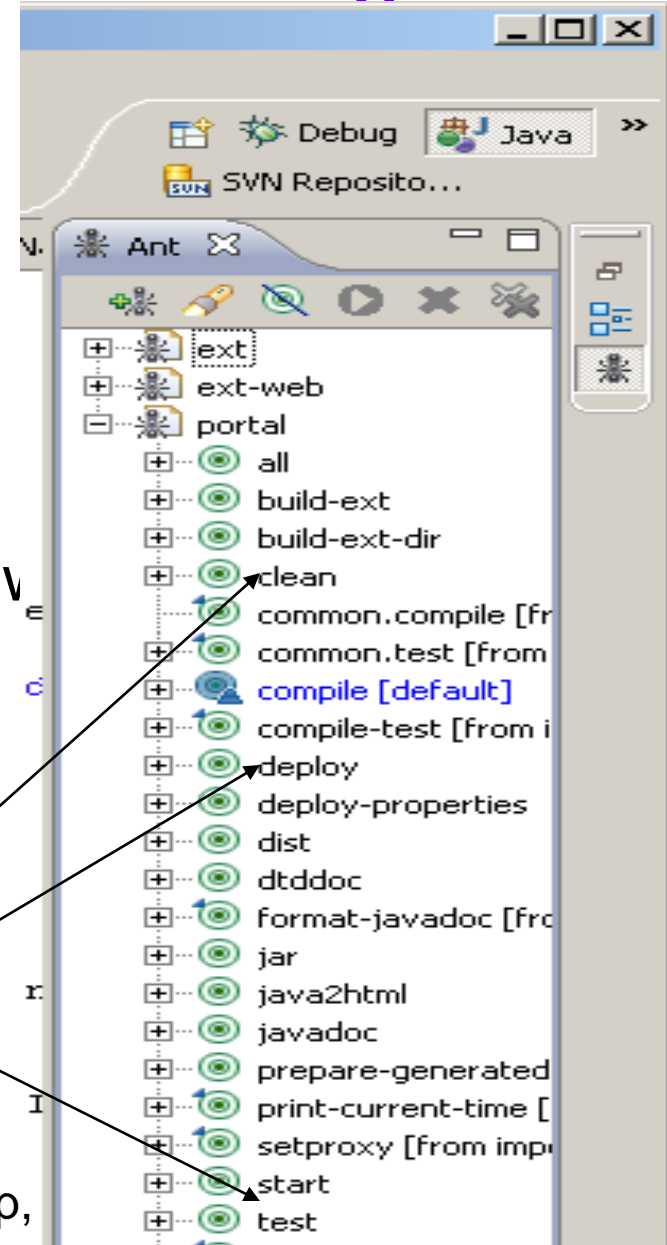 Debug
Java
»
SVN Reposito...
Ant
ext
ext-web
portal
all
build-ext
build-ext-dir
clean
common.compile [fr
common.test [from
compile [default]
compile-test [from i
deploy
deploy-properties
dist
dtddoc
format-javadoc [fro
jar
java2html
javadoc
prepare-generated
print-current-time [
setproxy [from impo
start
test